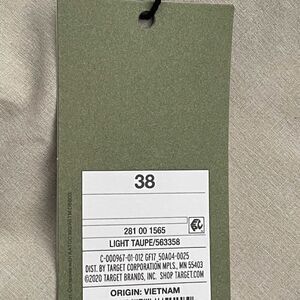 38
281 00 1565
LIGHT TAUPE/563358
C-000967-01-012 GF17_50A04-0025
DIST. BY TARGET CORPORATION MPLS., MN 55403
©2020 TARGET BRANDS, INC. SHOP TARGET.COM
ORIGIN: VIETNAM